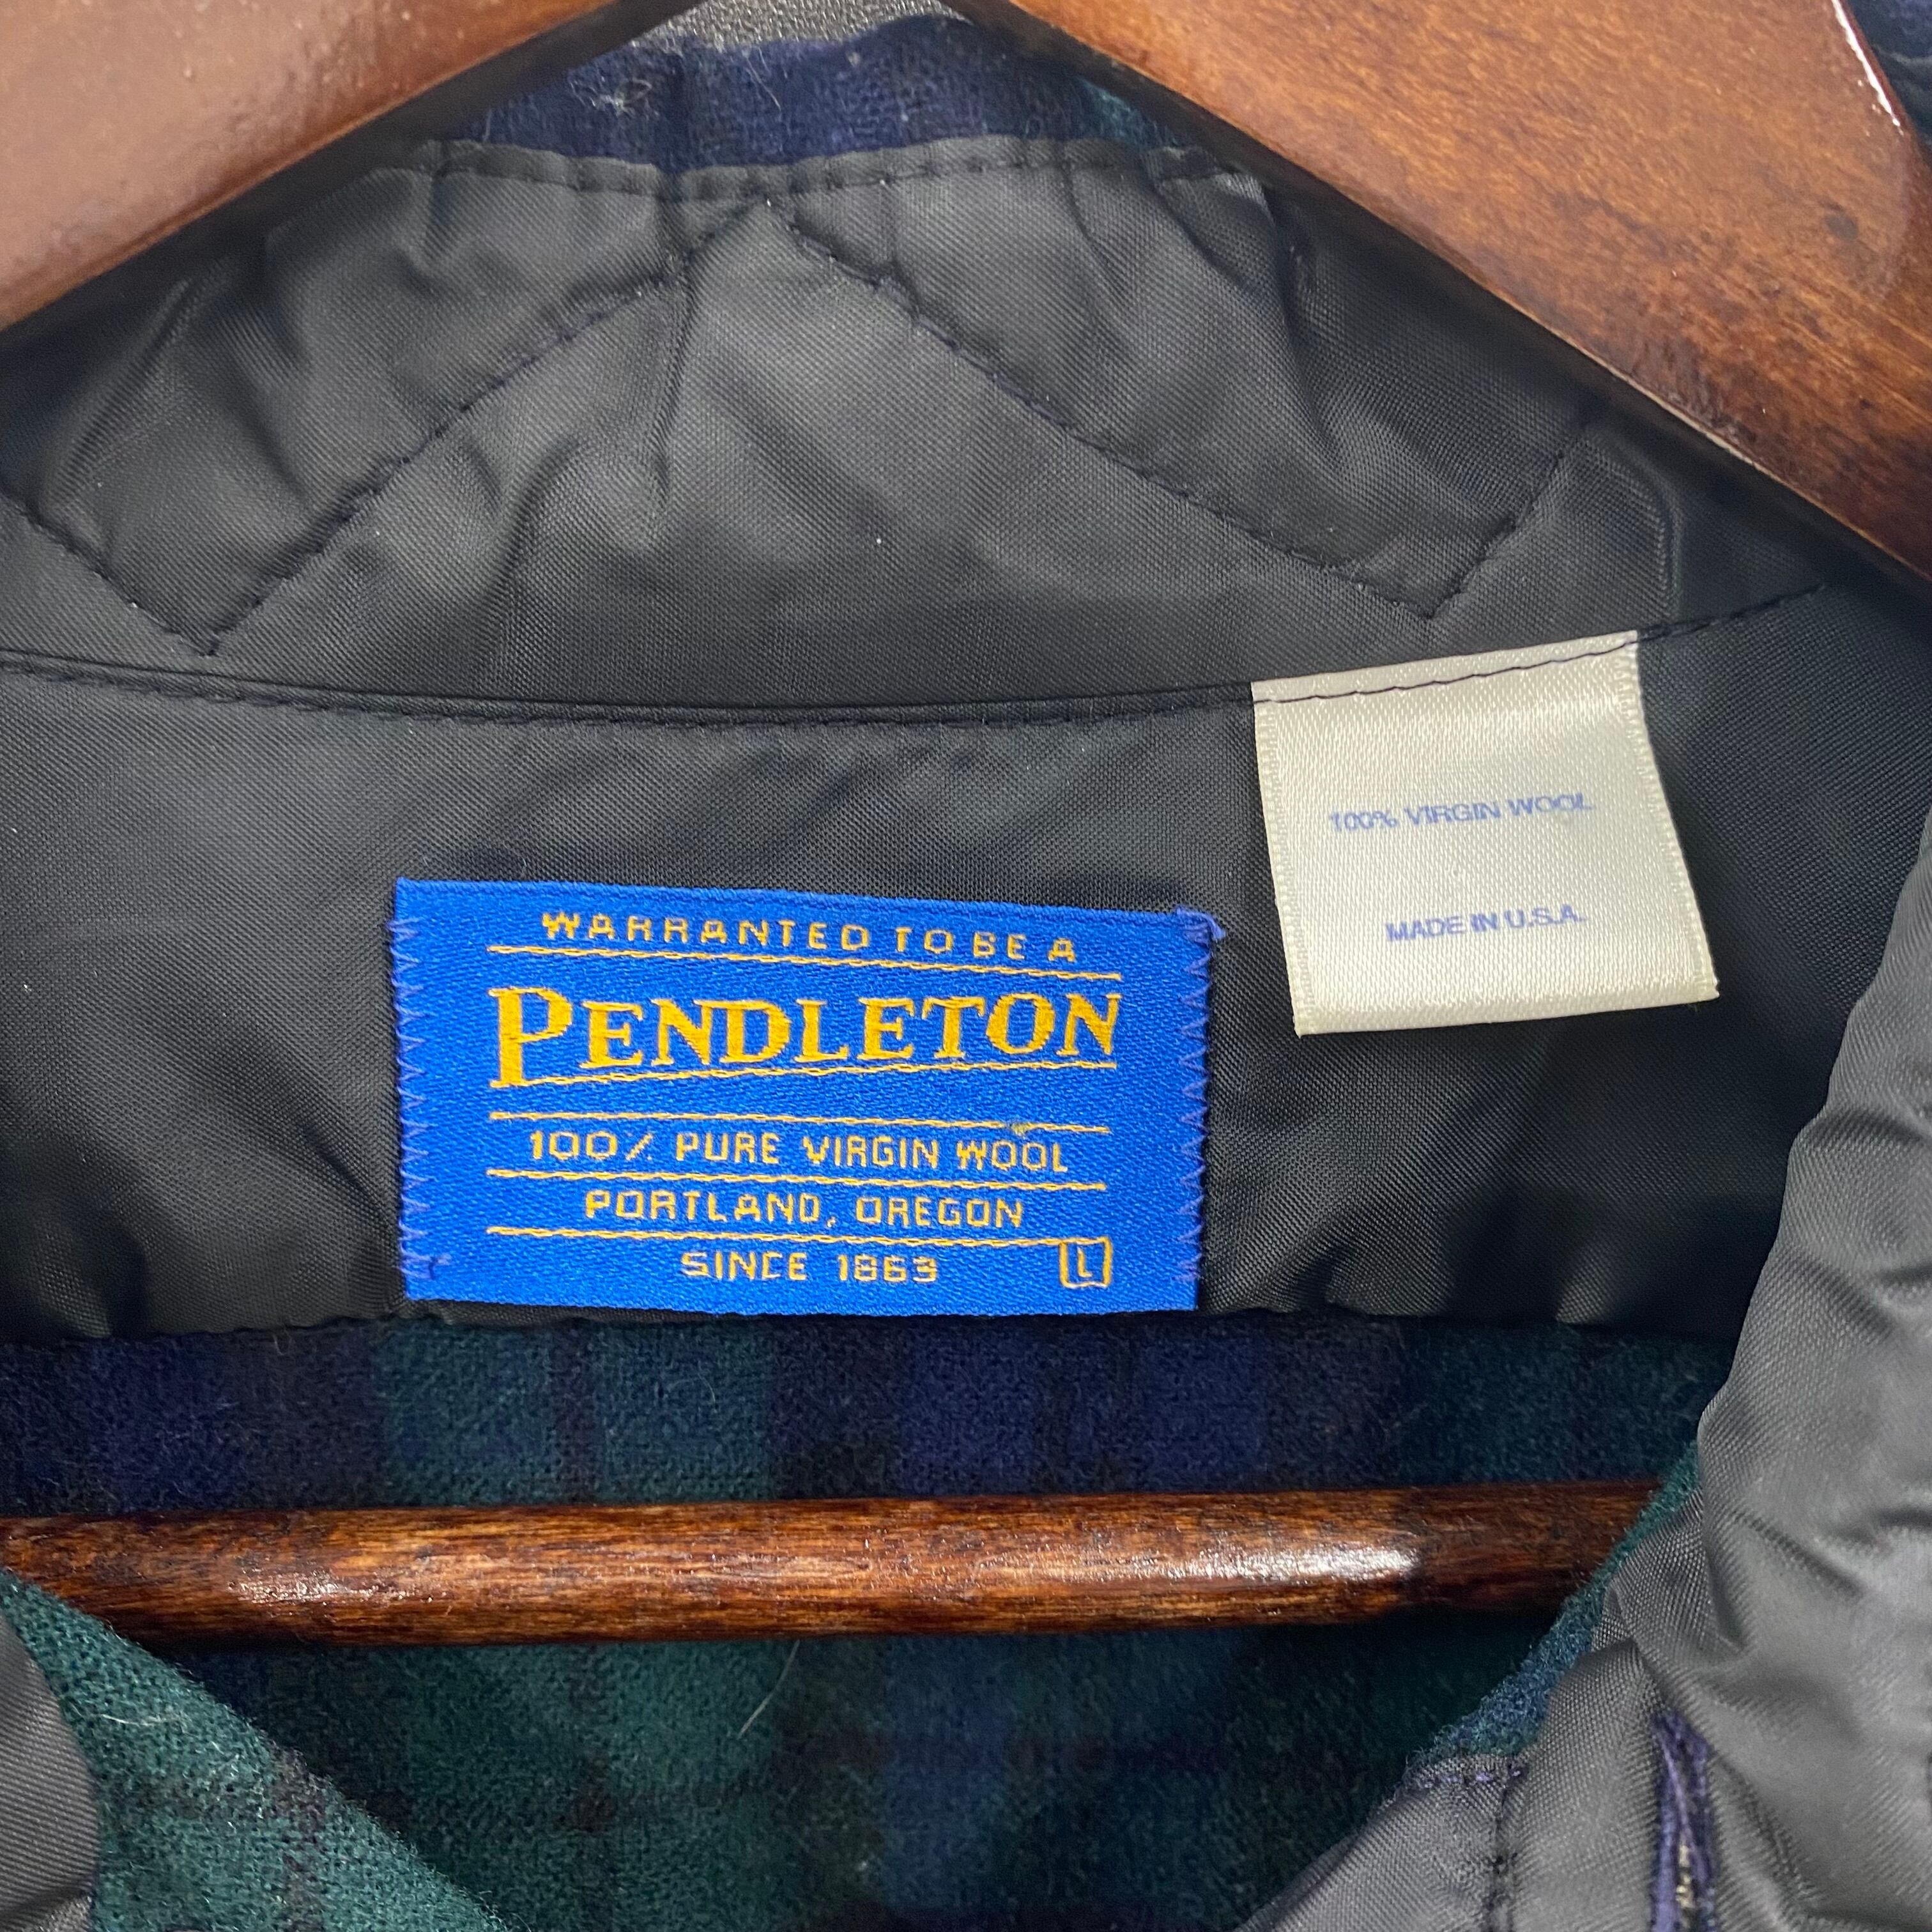 WARRANTED TO BE A
PENDLETON
100% PURE VIRGIN WOOL
PORTLAND, OREGON
SINCE 1863
L
100% VIRGIN WOOL
MADE IN U.S.A.